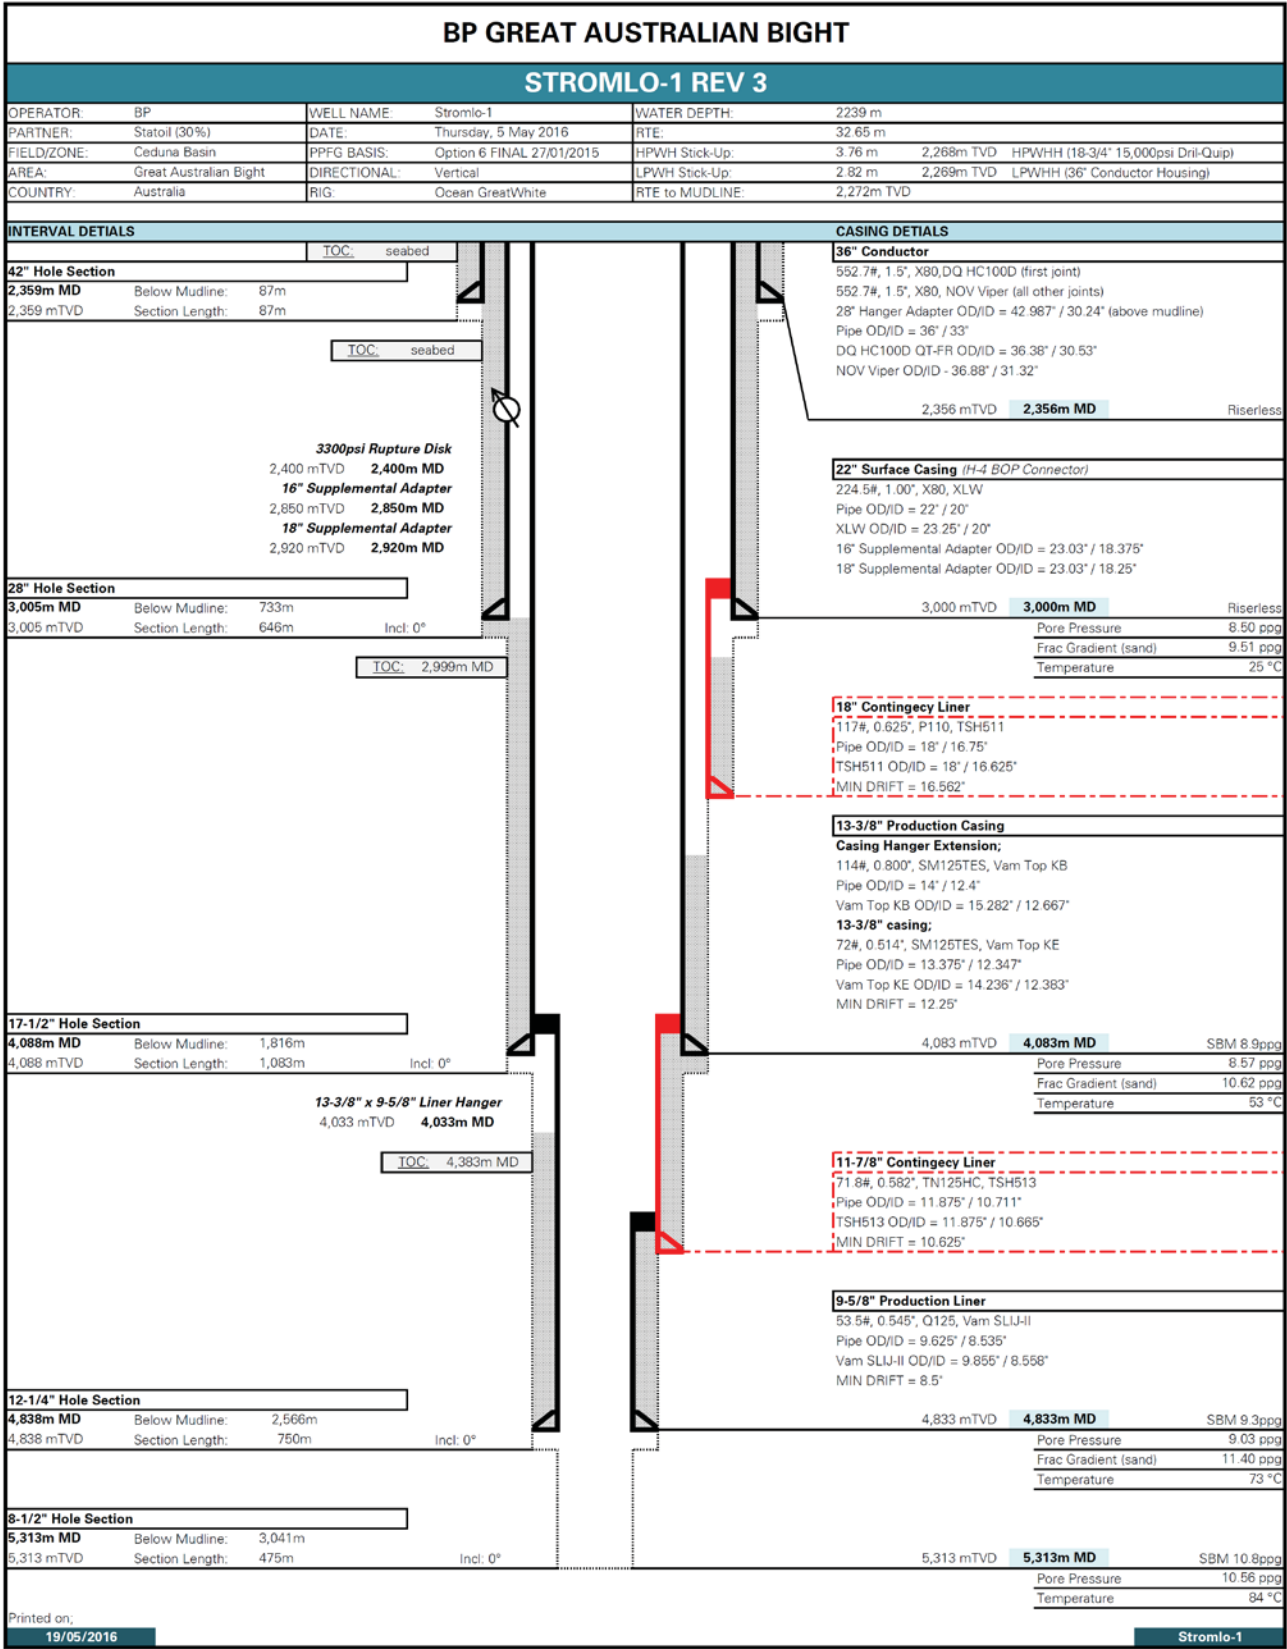 BP GREAT AUSTRALIAN BIGHT
STROMLO-1 REV 3
OPERATOR: BP WELL NAME: Stromlo-1 WATER DEPTH: 2239 m
PARTNER: Statoil (30%) DATE: Thursday, 5 May 2016 RTE: 32.65 m
FIELD/ZONE: Ceduna Basin PPFG BASIS: Option 6 FINAL 27/01/2015 HPWH Stick-Up: 3.76 m 2,268m TVD HPWHH (18-3/4" 15,000psi Dril-Quip)
AREA: Great Australian Bight DIRECTIONAL: Vertical LPWH Stick-Up: 2.82 m 2,269m TVD LPWHH (36" Conductor Housing)
COUNTRY: Australia RIG: Ocean GreatWhite RTE to MUDLINE: 2,272m TVD
INTERVAL DETIALS
TOC: seabed
42" Hole Section
2,359m MD Below Mudline: 87m
2,359 mTVD Section Length: 87m
TOC: seabed
3300psi Rupture Disk
2,400 mTVD 2,400m MD
16" Supplemental Adapter
2,850 mTVD 2,850m MD
18" Supplemental Adapter
2,920 mTVD 2,920m MD
28" Hole Section
3,005m MD Below Mudline: 733m
3,005 mTVD Section Length: 646m Incl: 0°
TOC: 2,999m MD
17-1/2" Hole Section
4,088m MD Below Mudline: 1,816m
4,088 mTVD Section Length: 1,083m Incl: 0°
13-3/8" x 9-5/8" Liner Hanger
4,033 mTVD 4,033m MD
TOC: 4,383m MD
12-1/4" Hole Section
4,838m MD Below Mudline: 2,566m
4,838 mTVD Section Length: 750m Incl: 0°
8-1/2" Hole Section
5,313m MD Below Mudline: 3,041m
5,313 mTVD Section Length: 475m Incl: 0°
CASING DETIALS
36" Conductor
552.7#, 1.5", X80,DQ HC100D (first joint)
552.7#, 1.5", X80, NOV Viper (all other joints)
28" Hanger Adapter OD/ID = 42.987" / 30.24" (above mudline)
Pipe OD/ID = 36" / 33"
DQ HC100D QT-FR OD/ID = 36.38" / 30.53"
NOV Viper OD/ID - 36.88" / 31.32"
2,356 mTVD 2,356m MD Riserless
22" Surface Casing (H-4 BOP Connector)
224.5#, 1.00", X80, XLW
Pipe OD/ID = 22" / 20"
XLW OD/ID = 23.25" / 20"
16" Supplemental Adapter OD/ID = 23.03" / 18.375"
18" Supplemental Adapter OD/ID = 23.03" / 18.25"
3,000 mTVD 3,000m MD Riserless
Pore Pressure 8.50 ppg
Frac Gradient (sand) 9.51 ppg
Temperature 25 °C
18" Contingecy Liner
117#, 0.625", P110, TSH511
Pipe OD/ID = 18" / 16.75"
TSH511 OD/ID = 18" / 16.625"
MIN DRIFT = 16.562"
13-3/8" Production Casing
Casing Hanger Extension;
114#, 0.800", SM125TES, Vam Top KB
Pipe OD/ID = 14" / 12.4"
Vam Top KB OD/ID = 15.282" / 12.667"
13-3/8" casing;
72#, 0.514", SM125TES, Vam Top KE
Pipe OD/ID = 13.375" / 12.347"
Vam Top KE OD/ID = 14.236" / 12.383"
MIN DRIFT = 12.25"
4,083 mTVD 4,083m MD SBM 8.9ppg
Pore Pressure 8.57 ppg
Frac Gradient (sand) 10.62 ppg
Temperature 53 °C
11-7/8" Contingecy Liner
71.8#, 0.582", TN125HC, TSH513
Pipe OD/ID = 11.875" / 10.711"
TSH513 OD/ID = 11.875" / 10.665"
MIN DRIFT = 10.625"
9-5/8" Production Liner
53.5#, 0.545", Q125, Vam SLIJ-II
Pipe OD/ID = 9.625" / 8.535"
Vam SLIJ-II OD/ID = 9.855" / 8.558"
MIN DRIFT = 8.5"
4,833 mTVD 4,833m MD SBM 9.3ppg
Pore Pressure 9.03 ppg
Frac Gradient (sand) 11.40 ppg
Temperature 73 °C
5,313 mTVD 5,313m MD SBM 10.8ppg
Pore Pressure 10.56 ppg
Temperature 84 °C
Printed on;
19/05/2016
Stromlo-1